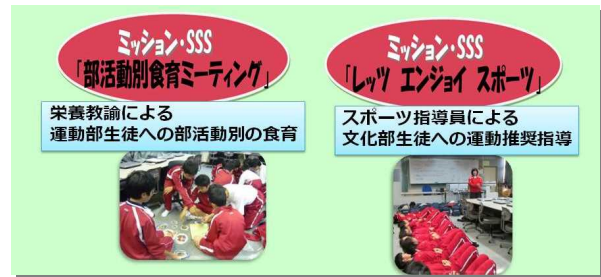 ミッション・SSS
「部活動別食育ミーティング」
栄養教諭による
運動部生徒への部活動別の食育
ミッション・SSS
「レッツ エンジョイ スポーツ」
スポーツ指導員による
文化部生徒への運動推奨指導